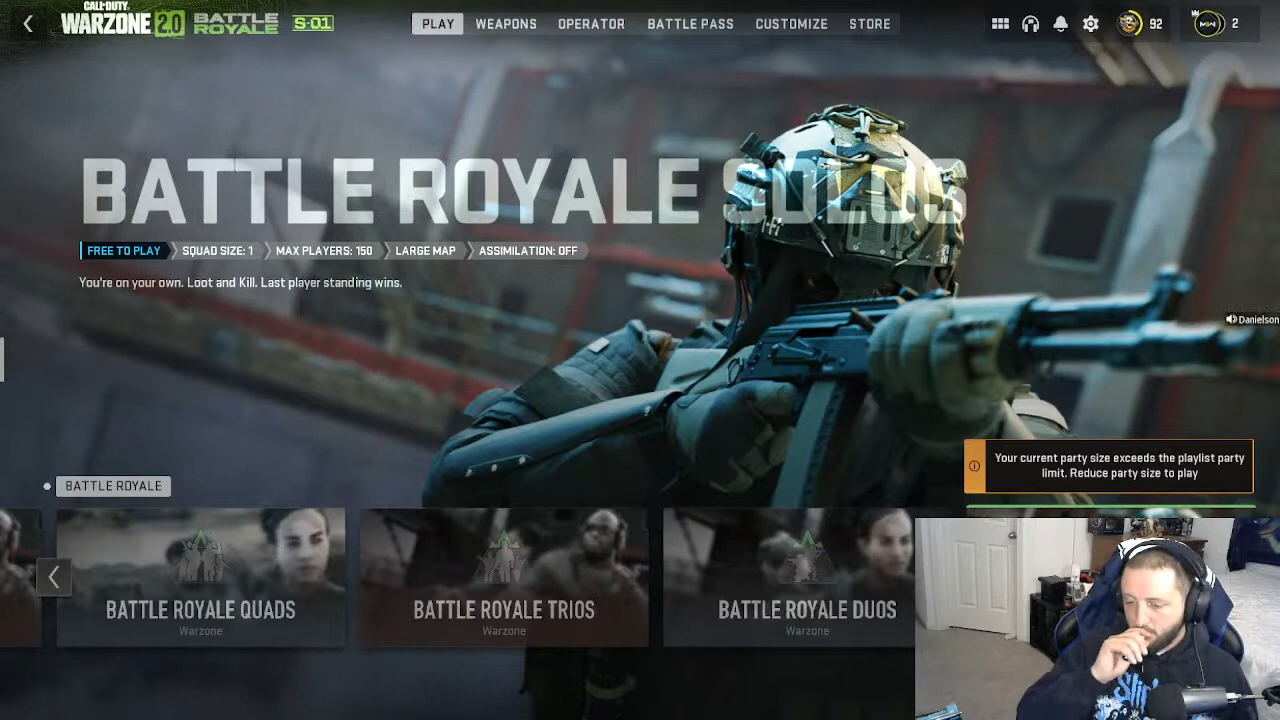 CALL OF DUTY
WARZONE 2.0 BATTLE ROYALE S-01
PLAY WEAPONS OPERATOR BATTLE PASS CUSTOMIZE STORE
92
2
BATTLE ROYALE SOLOS
FREE TO PLAY SQUAD SIZE: 1 MAX PLAYERS: 150 LARGE MAP ASSIMILATION: OFF
You're on your own. Loot and Kill. Last player standing wins.
Danielson
Your current party size exceeds the playlist party
limit. Reduce party size to play
BATTLE ROYALE
BATTLE ROYALE QUADS
Warzone
BATTLE ROYALE TRIOS
Warzone
BATTLE ROYALE DUOS
Warzone